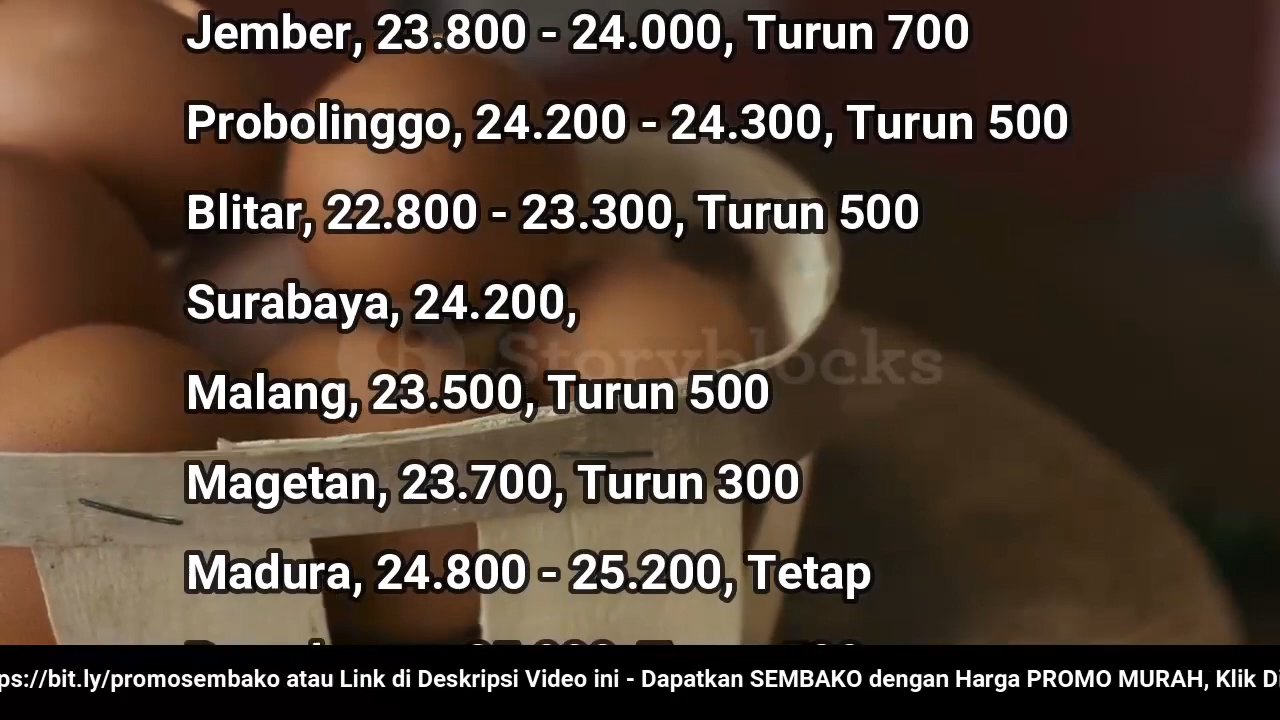 Jember, 23.800 - 24.000, Turun 700
Probolinggo, 24.200 - 24.300, Turun 500
Blitar, 22.800 - 23.300, Turun 500
Surabaya, 24.200,
Storyblocks
Malang, 23.500, Turun 500
Magetan, 23.700, Turun 300
Madura, 24.800 - 25.200, Tetap
ps://bit.ly/promosembako atau Link di Deskripsi Video ini - Dapatkan SEMBAKO dengan Harga PROMO MURAH, Klik Di